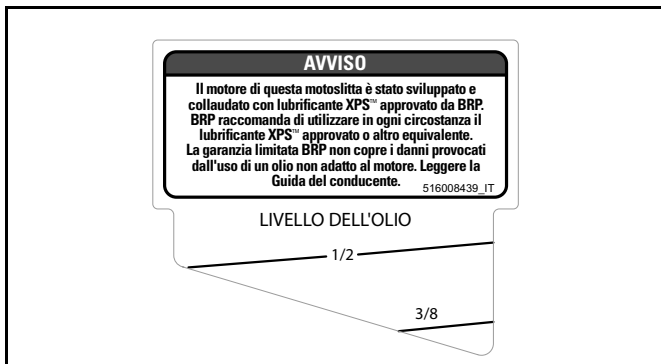 AVVISO
Il motore di questa motoslitta è stato sviluppato e
collaudato con lubrificante XPS™ approvato da BRP.
BRP raccomanda di utilizzare in ogni circostanza il
lubrificante XPS™ approvato o altro equivalente.
La garanzia limitata BRP non copre i danni provocati
dall'uso di un olio non adatto al motore. Leggere la
Guida del conducente. 516008439_IT
LIVELLO DELL'OLIO
1/2
3/8